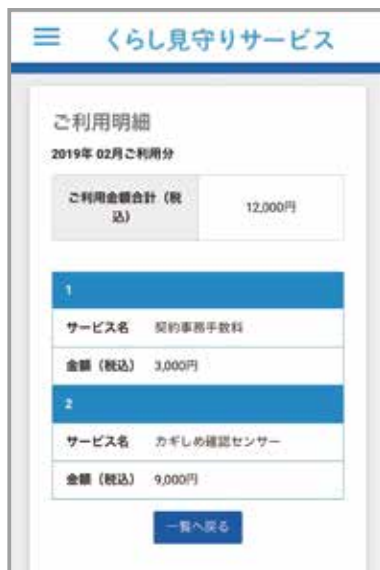 くらし見守りサービス
ご利用明細
2019年 02月ご利用分
ご利用金額合計（税
込）
12,000円
1
サービス名 契約事務手数料
金額（税込） 3,000円
2
サービス名 カギしめ確認センサー
金額（税込） 9,000円
一覧へ戻る